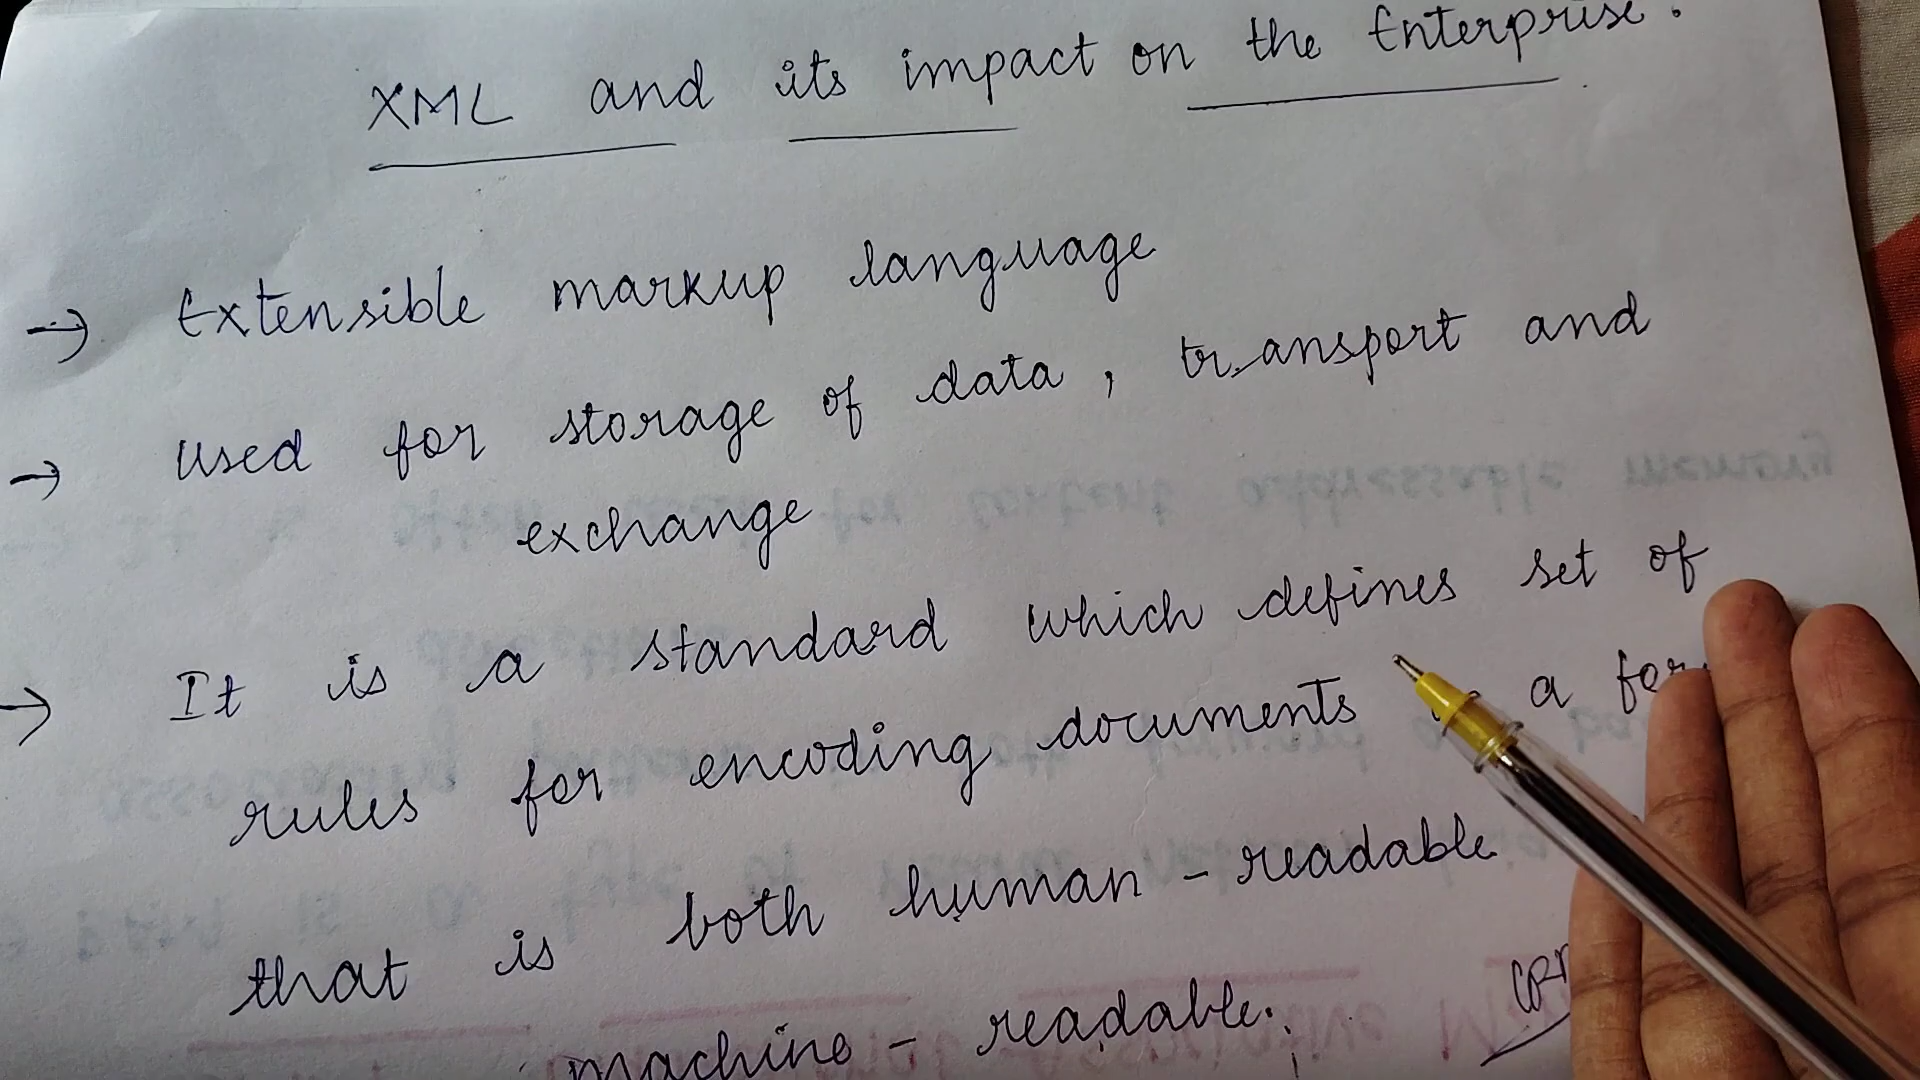 XML and its impact on the Enterprise.
→ Extensible markup language
→ Used for storage of data, transport and
exchange
→ It is a standard which defines set of
rules for encoding documents a
that is both human-readable
machine-readable.